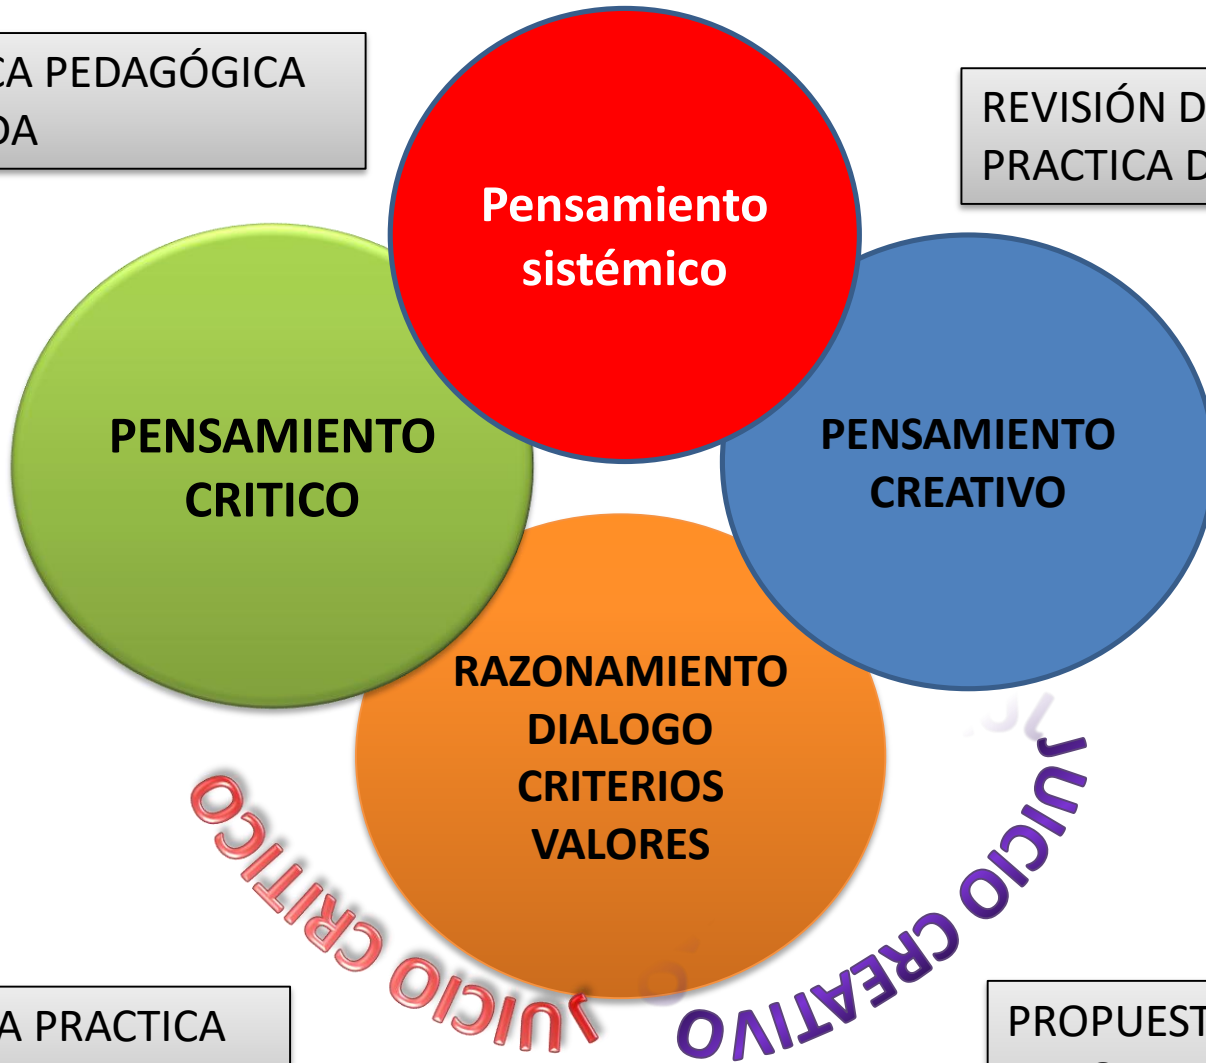 CA PEDAGÓGICA
DA
REVISIÓN D
PRACTICA D
Pensamiento
sistémico
PENSAMIENTO
CRITICO
PENSAMIENTO
CREATIVO
RAZONAMIENTO
DIALOGO
CRITERIOS
VALORES
JUICIO CRITICO
JUICIO CREATIVO
A PRACTICA
PROPUEST